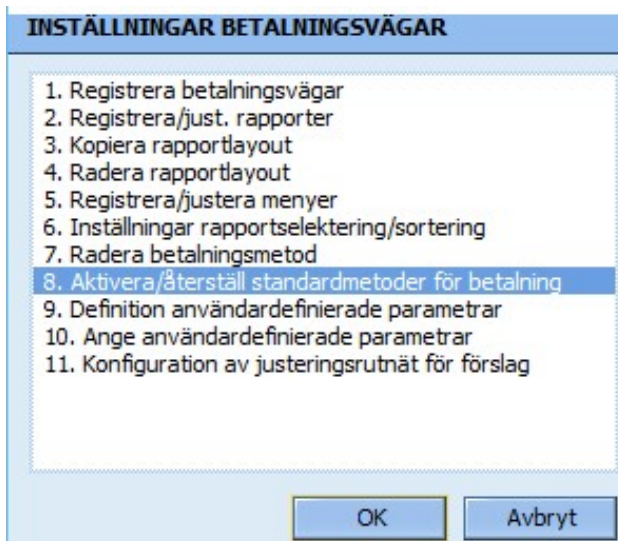 INSTÄLLNINGAR BETALNINGSVÄGAR
1. Registrera betalningsvägar
2. Registrera/just. rapporter
3. Kopiera rapportlayout
4. Radera rapportlayout
5. Registrera/justera menyer
6. Inställningar rapportselektering/sortering
7. Radera betalningsmetod
8. Aktivera/återställ standardmetoder för betalning
9. Definition användardefinierade parametrar
10. Ange användardefinierade parametrar
11. Konfiguration av justeringsrutnät för förslag
OK Avbryt